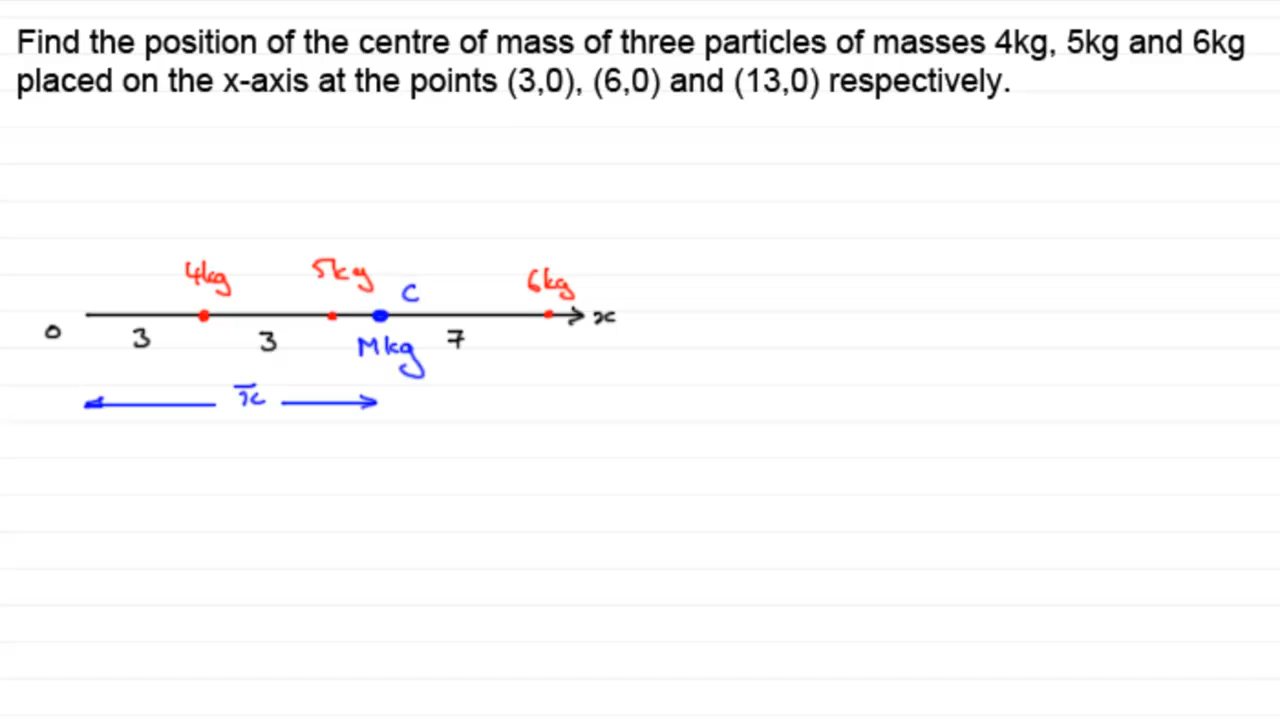 Find the position of the centre of mass of three particles of masses 4kg, 5kg and 6kg
placed on the x-axis at the points (3,0), (6,0) and (13,0) respectively.
4kg 5kg C 6kg
0 3 3 Mkg 7 x
x̄